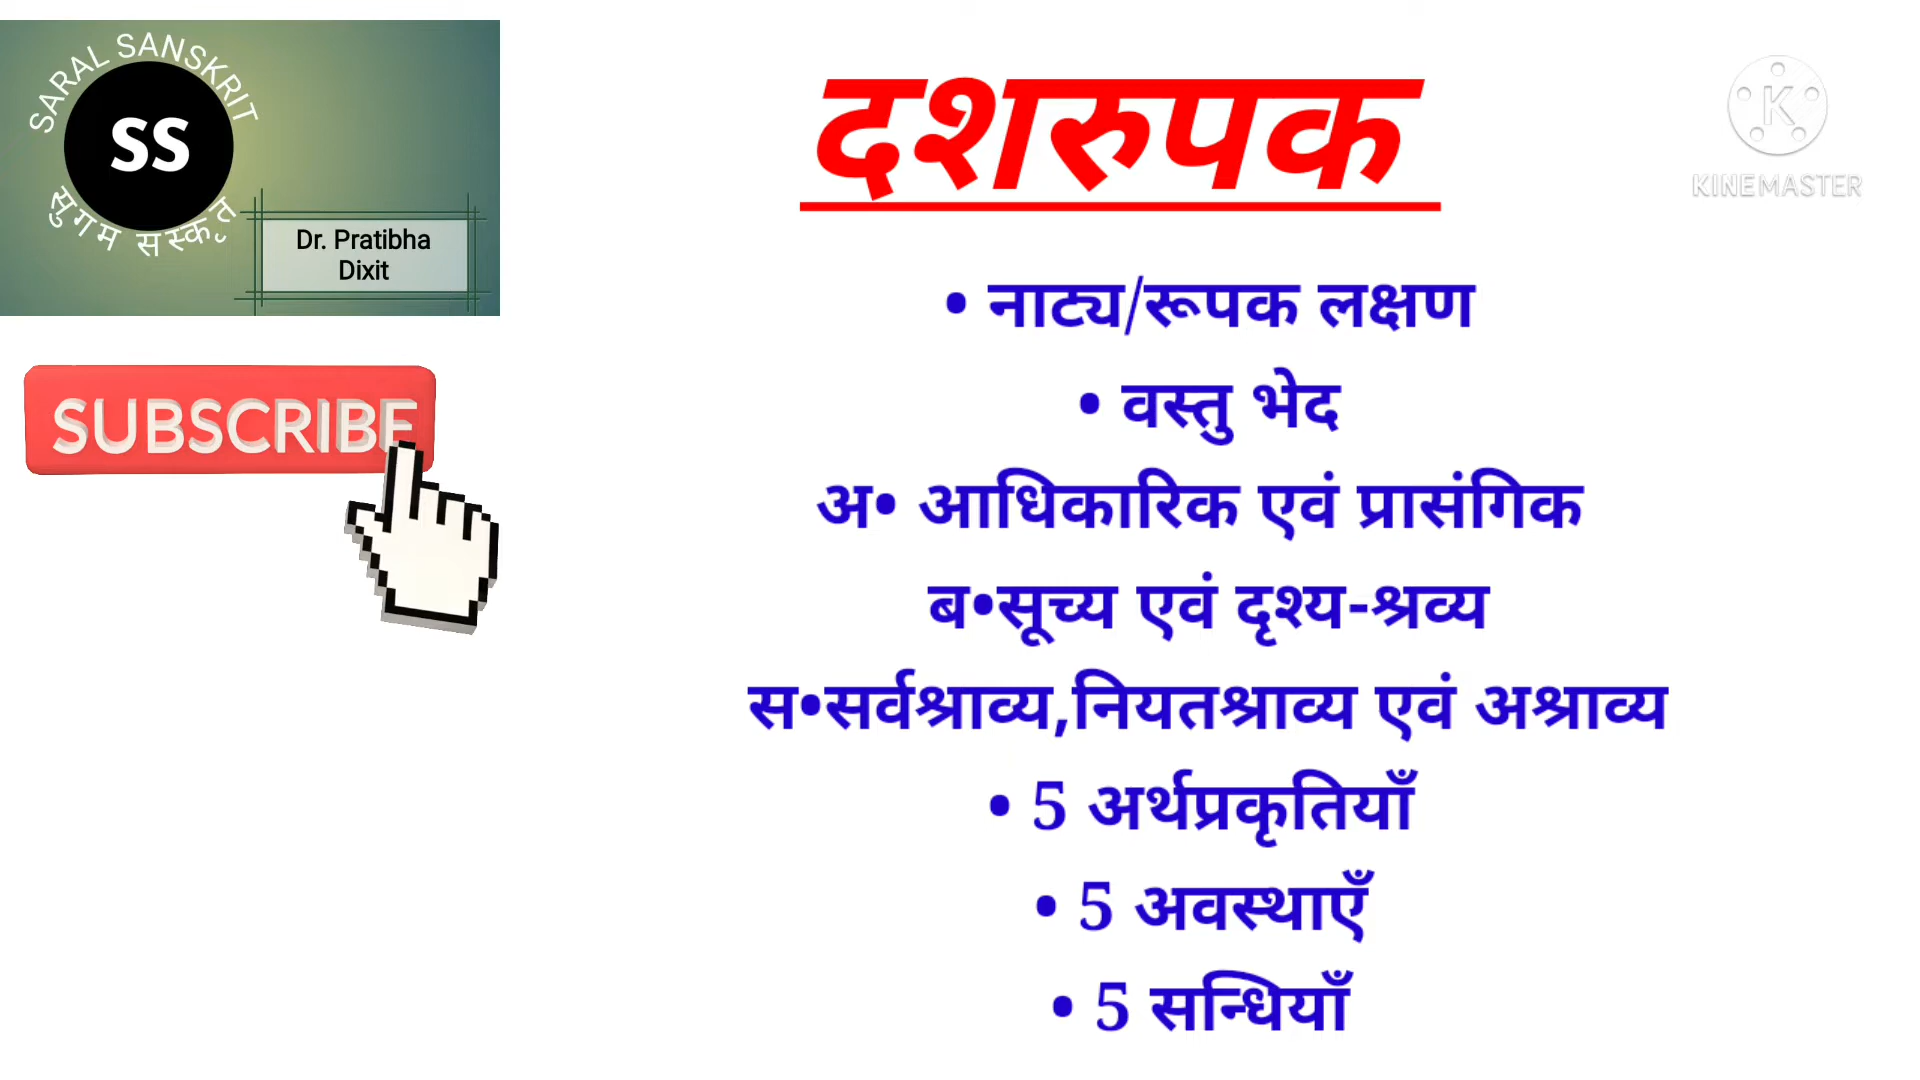 SARAL SANSKRIT
SS
सुगम संस्कृत
Dr. Pratibha
Dixit
SUBSCRIBE
दशरुपक
K
KINEMASTER
• नाट्य/रूपक लक्षण
• वस्तु भेद
अ• आधिकारिक एवं प्रासंगिक
ब•सूच्य एवं दृश्य-श्रव्य
स•सर्वश्राव्य,नियतश्राव्य एवं अश्राव्य
• 5 अर्थप्रकृतियाँ
• 5 अवस्थाएँ
• 5 सन्धियाँ